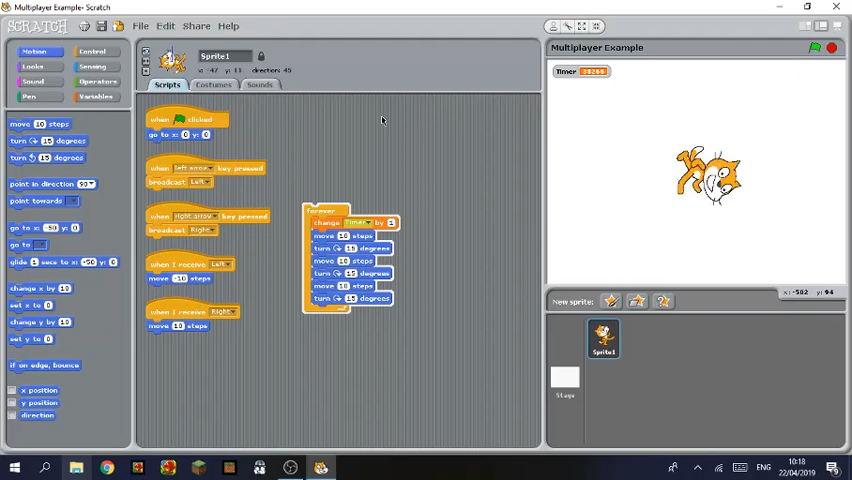 Multiplayer Example- Scratch
SCRATCH
File Edit Share Help
Motion Control
Looks Sensing
Sound Operators
Pen Variables
move 10 steps
turn 15 degrees
turn 15 degrees
point in direction 90
point towards
go to x: -50 y: 0
go to
glide 1 secs to x: -50 y: 0
change x by 10
set x to 0
change y by 10
set y to 0
if on edge, bounce
x position
y position
direction
Sprite1
x: -47 y: 11 direction: 45
Scripts Costumes Sounds
when clicked
go to x: 0 y: 0
when left arrow key pressed
broadcast Left
when right arrow key pressed
broadcast Right
when I receive Left
move -10 steps
when I receive Right
move 10 steps
forever
change Timer by 1
move 10 steps
turn 15 degrees
move 10 steps
turn 15 degrees
move 10 steps
turn 15 degrees
Multiplayer Example
Timer 38266
x: -582 y: 94
New sprite:
Sprite1
Stage
ENG
10:18
22/04/2019